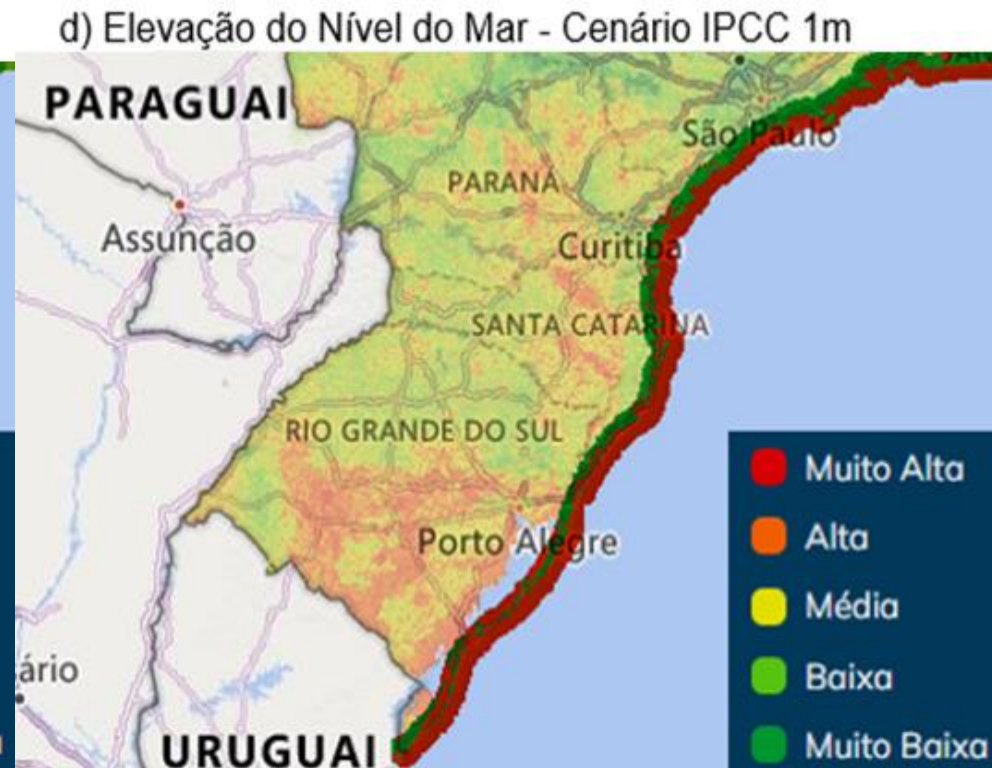 d) Elevação do Nível do Mar - Cenário IPCC 1m
PARAGUAI
São Paulo
PARANÁ
Assunção
Curitiba
SANTA CATARINA
RIO GRANDE DO SUL
Muito Alta
Porto Alegre
Alta
Média
ário
Baixa
URUGUAI
Muito Baixa